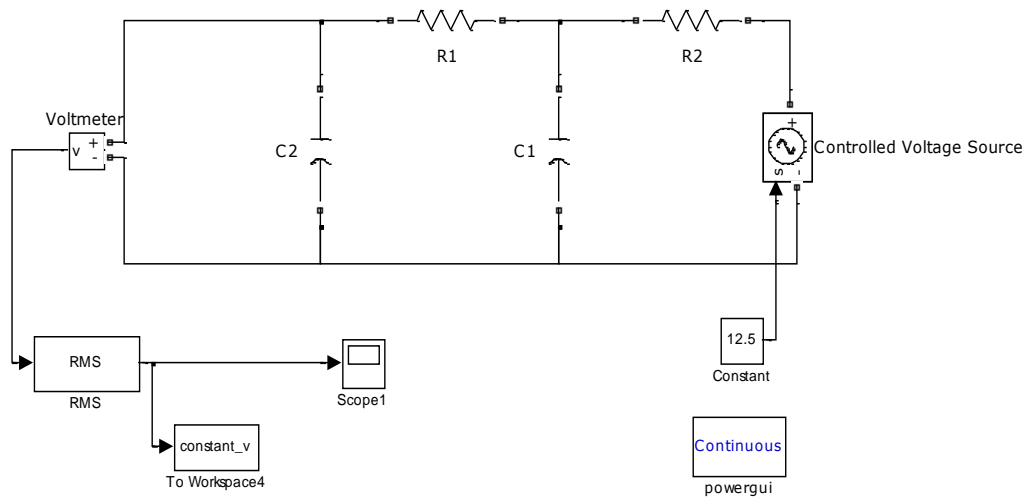 R1
R2
Voltmeter
+
v
-
C2
C1
+
s
-
Controlled Voltage Source
12.5
Constant
RMS
RMS
Scope1
constant_v
To Workspace4
Continuous
powergui